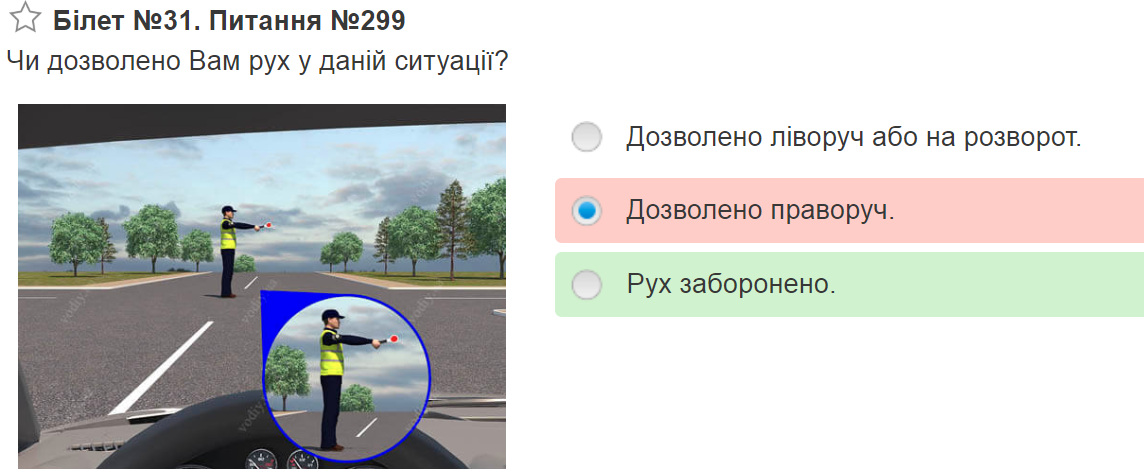 Білет №31. Питання №299
Чи дозволено Вам рух у даній ситуації?
Дозволено ліворуч або на розворот.
Дозволено праворуч.
Рух заборонено.